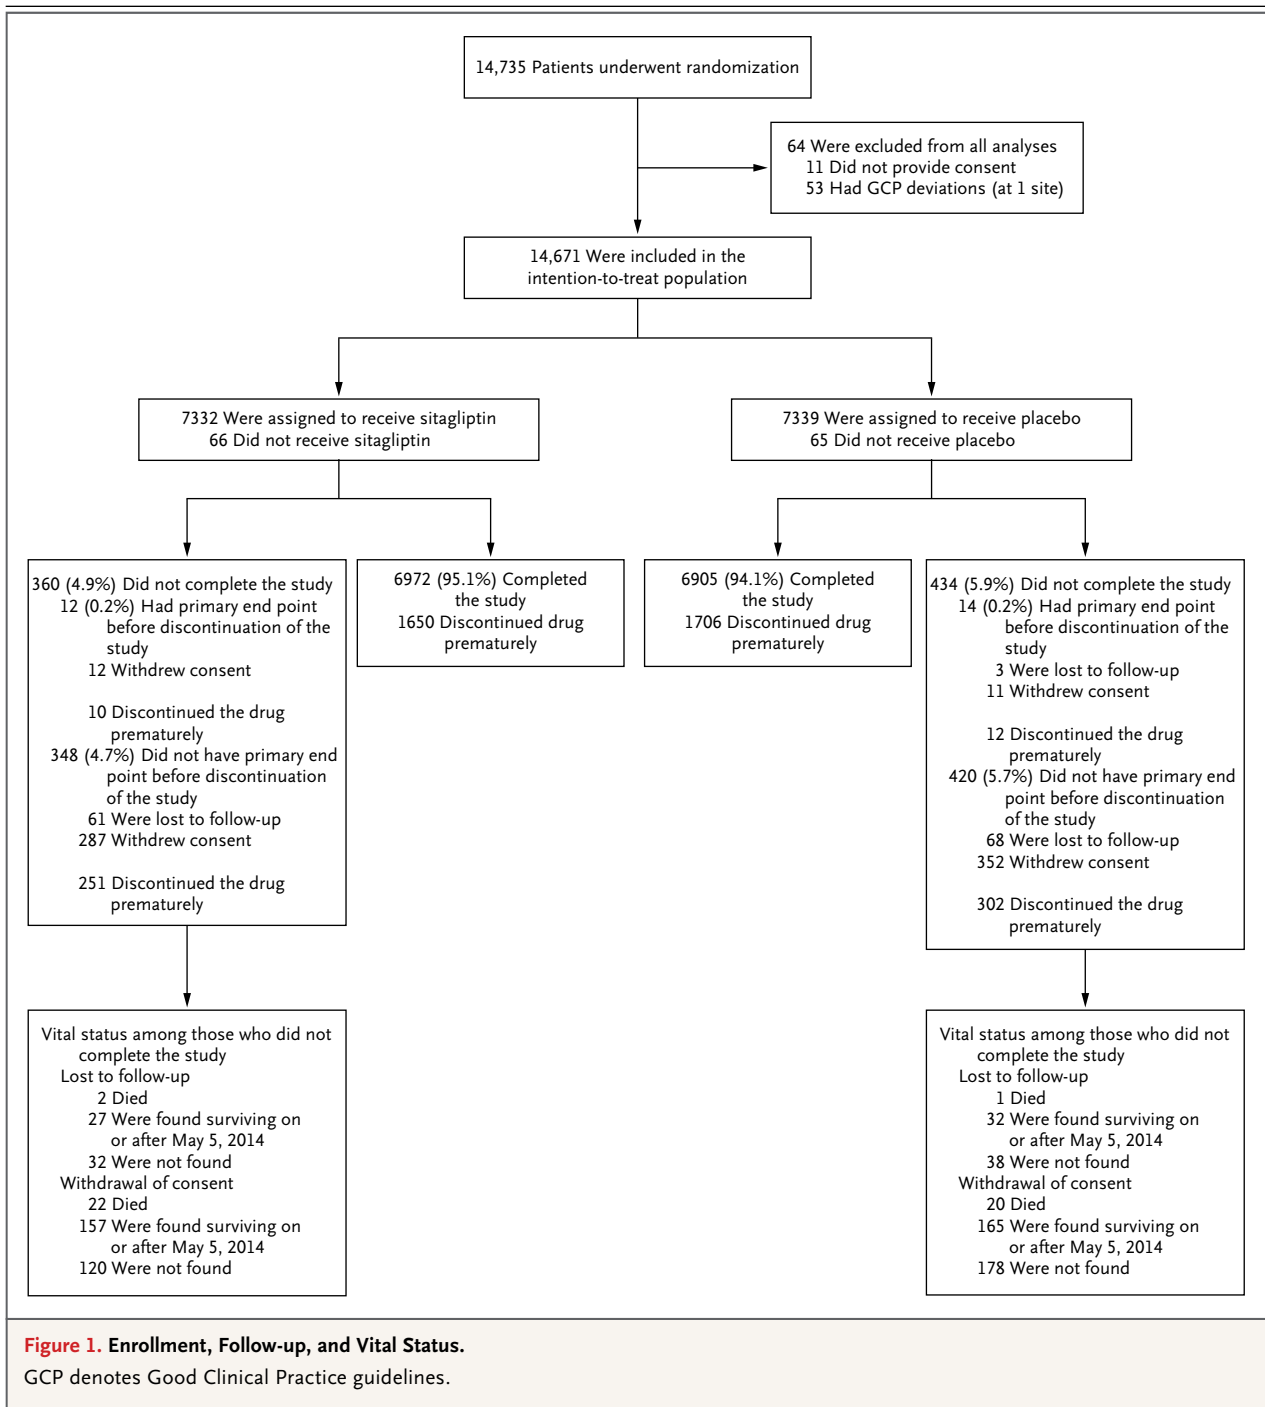 14,735 Patients underwent randomization
64 Were excluded from all analyses
11 Did not provide consent
53 Had GCP deviations (at 1 site)
14,671 Were included in the
intention-to-treat population
7332 Were assigned to receive sitagliptin
66 Did not receive sitagliptin
7339 Were assigned to receive placebo
65 Did not receive placebo
360 (4.9%) Did not complete the study
12 (0.2%) Had primary end point
before discontinuation of the
study
12 Withdrew consent
10 Discontinued the drug
prematurely
348 (4.7%) Did not have primary end
point before discontinuation
of the study
61 Were lost to follow-up
287 Withdrew consent
251 Discontinued the drug
prematurely
6972 (95.1%) Completed
the study
1650 Discontinued drug
prematurely
6905 (94.1%) Completed
the study
1706 Discontinued drug
prematurely
434 (5.9%) Did not complete the study
14 (0.2%) Had primary end point
before discontinuation of the
study
3 Were lost to follow-up
11 Withdrew consent
12 Discontinued the drug
prematurely
420 (5.7%) Did not have primary end
point before discontinuation
of the study
68 Were lost to follow-up
352 Withdrew consent
302 Discontinued the drug
prematurely
Vital status among those who did not
complete the study
Lost to follow-up
2 Died
27 Were found surviving on
or after May 5, 2014
32 Were not found
Withdrawal of consent
22 Died
157 Were found surviving on
or after May 5, 2014
120 Were not found
Vital status among those who did not
complete the study
Lost to follow-up
1 Died
32 Were found surviving on
or after May 5, 2014
38 Were not found
Withdrawal of consent
20 Died
165 Were found surviving on
or after May 5, 2014
178 Were not found
Figure 1. Enrollment, Follow-up, and Vital Status.
GCP denotes Good Clinical Practice guidelines.